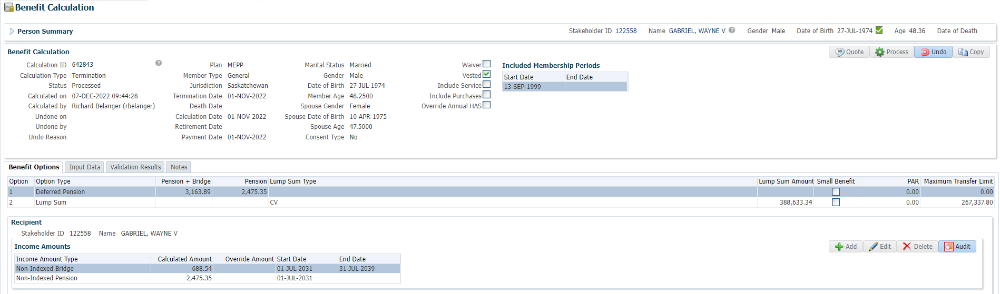 Benefit Calculation
Person Summary Stakeholder ID 122558 Name GABRIEL, WAYNE V Gender Male Date of Birth 27-JUL-1974 Age 48.36 Date of Death
Benefit Calculation Quote Process Undo Copy
Calculation ID 642843 Plan MEPP Marital Status Married Waiver Included Membership Periods
Calculation Type Termination Member Type General Gender Male Vested Start Date End Date
Status Processed Jurisdiction Saskatchewan Date of Birth 27-JUL-1974 Include Service 13-SEP-1999
Calculated on 07-DEC-2022 09:44:28 Termination Date 01-NOV-2022 Member Age 48.2500 Include Purchases
Calculated by Richard Belanger (rbelanger) Death Date Spouse Gender Female Override Annual HAS
Undone on Calculation Date 01-NOV-2022 Spouse Date of Birth 10-APR-1975
Undone by Retirement Date Spouse Age 47.5000
Undo Reason Payment Date 01-NOV-2022 Consent Type No
Benefit Options Input Data Validation Results Notes
Option Option Type Pension + Bridge Pension Lump Sum Type Lump Sum Amount Small Benefit PAR Maximum Transfer Limit
1 Deferred Pension 3,163.89 2,475.35 0.00 0.00
2 Lump Sum CV 388,633.34 0.00 267,337.80
Recipient
Stakeholder ID 122558 Name GABRIEL, WAYNE V
Income Amounts Add Edit Delete Audit
Income Amount Type Calculated Amount Override Amount Start Date End Date
Non-Indexed Bridge 688.54 01-JUL-2031 31-JUL-2039
Non-Indexed Pension 2,475.35 01-JUL-2031